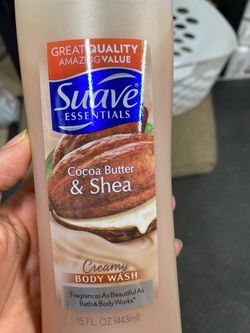 GREAT QUALITY
AMAZING VALUE
Suave
ESSENTIALS
Cocoa Butter
& Shea
Creamy
BODY WASH
Fragrances As Beautiful As
Bath & Body Works*
15 FL. OZ (443ml)